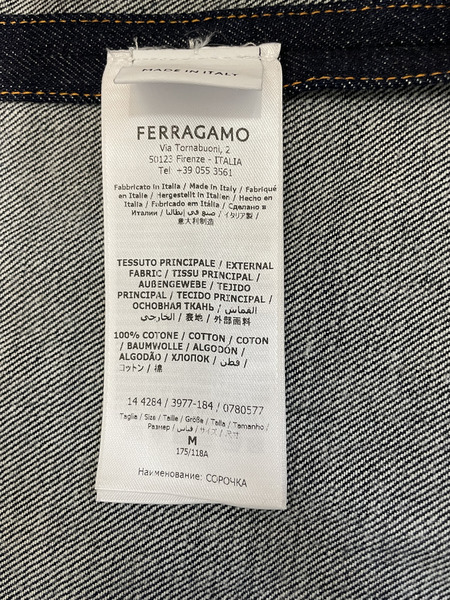 MADE IN ITALY
FERRAGAMO
Via Tornabuoni, 2
50123 Firenze - ITALIA
Tel: +39 055 3561
Fabbricato in Italia / Made in Italy / Fabriqué
en Italie / Hergestellt in Italien / Hecho en
Italia / Fabricado em Itália / Сделано в
Италии / صنع في إيطاليا / イタリア製 /
意大利制造
TESSUTO PRINCIPALE / EXTERNAL
FABRIC / TISSU PRINCIPAL /
AUßENGEWEBE / TEJIDO
PRINCIPAL / TECIDO PRINCIPAL /
ОСНОВНАЯ ТКАНЬ / القماش
الخارجي / 表地 / 外部面料
100% COTONE / COTTON / COTON
/ BAUMWOLLE / ALGODÓN /
ALGODÃO / ХЛОПОК / قطن /
コットン / 棉
14 4284 / 3977-184 / 0780577
Taglia / Size / Taille / Größe / Talla / Tamanho /
Размер / قياس / サイズ / 尺寸
M
175/118A
Наименование: СОРОЧКА